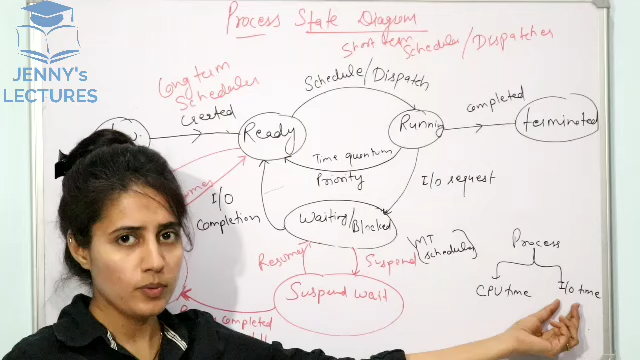 JENNY's
LECTURES
Process State Diagram
Short term Scheduler / Dispatcher
Long term
Scheduler
Schedule / Dispatch
Created
completed
Ready
Running
terminated
Time quantum
Priority
I/O request
I/O
Completion
Waiting/Blocked
Resume
Suspend
(MT
scheduling)
Suspend wait
completed
Process
CPU time
I/o time